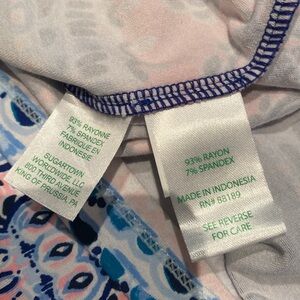 93% RAYONNE
7% SPANDEX
FABRIQUE EN
INDONESIE
SUGARTOWN
WORLDWIDE LLC
800 THIRD AVENUE
KING OF PRUSSIA, PA
93% RAYON
7% SPANDEX
MADE IN INDONESIA
RN# 88189
SEE REVERSE
FOR CARE